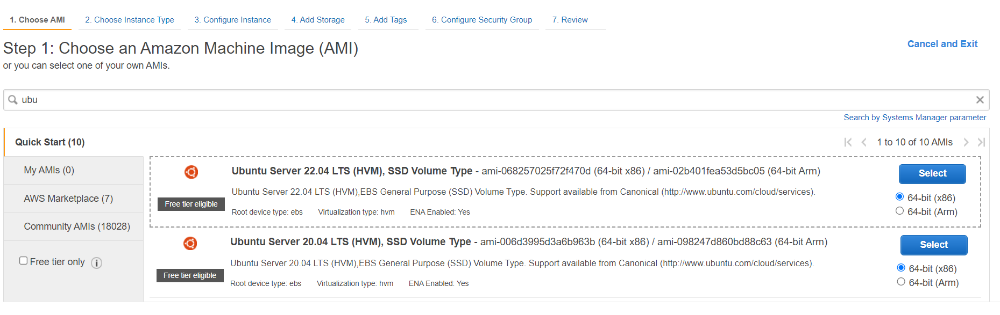 1. Choose AMI 2. Choose Instance Type 3. Configure Instance 4. Add Storage 5. Add Tags 6. Configure Security Group 7. Review
Step 1: Choose an Amazon Machine Image (AMI)
Cancel and Exit
or you can select one of your own AMIs.
ubu
Search by Systems Manager parameter
Quick Start (10)
1 to 10 of 10 AMIs
My AMIs (0)
AWS Marketplace (7)
Community AMIs (18028)
Free tier only
Ubuntu Server 22.04 LTS (HVM), SSD Volume Type - ami-068257025f72f470d (64-bit x86) / ami-02b401fea53d5bc05 (64-bit Arm)
Select
Ubuntu Server 22.04 LTS (HVM),EBS General Purpose (SSD) Volume Type. Support available from Canonical (http://www.ubuntu.com/cloud/services).
64-bit (x86)
Free tier eligible
Root device type: ebs Virtualization type: hvm ENA Enabled: Yes
64-bit (Arm)
Ubuntu Server 20.04 LTS (HVM), SSD Volume Type - ami-006d3995d3a6b963b (64-bit x86) / ami-098247d860bd88c63 (64-bit Arm)
Select
Ubuntu Server 20.04 LTS (HVM),EBS General Purpose (SSD) Volume Type. Support available from Canonical (http://www.ubuntu.com/cloud/services).
64-bit (x86)
Free tier eligible
Root device type: ebs Virtualization type: hvm ENA Enabled: Yes
64-bit (Arm)